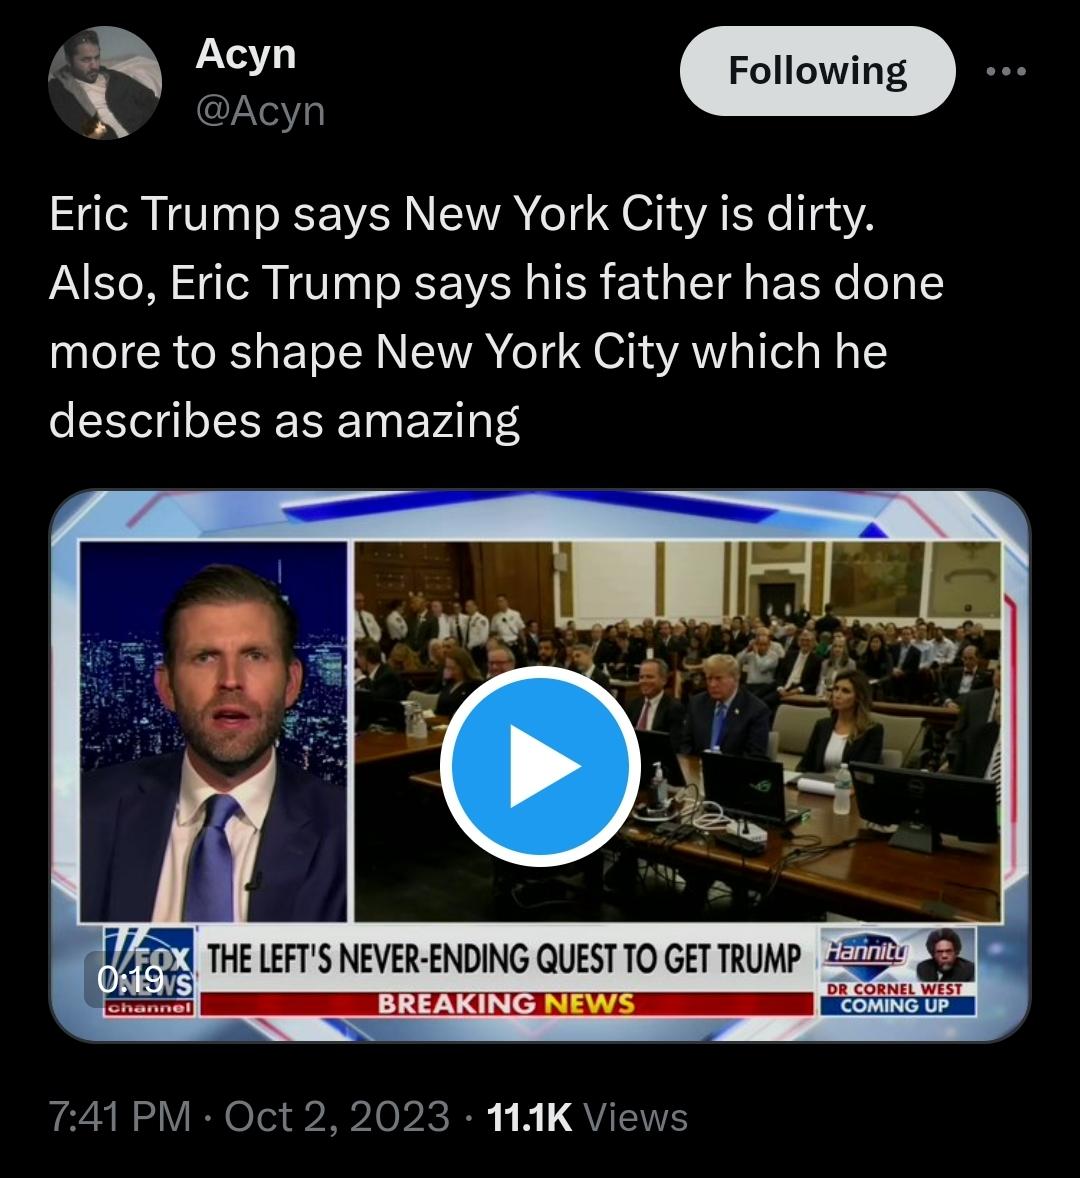 Acyn
@Acyn
Following
Eric Trump says New York City is dirty.
Also, Eric Trump says his father has done
more to shape New York City which he
describes as amazing
FOX
NEWS
channel
0:19
THE LEFT'S NEVER-ENDING QUEST TO GET TRUMP
BREAKING NEWS
Hannity
DR CORNEL WEST
COMING UP
7:41 PM · Oct 2, 2023 · 11.1K Views